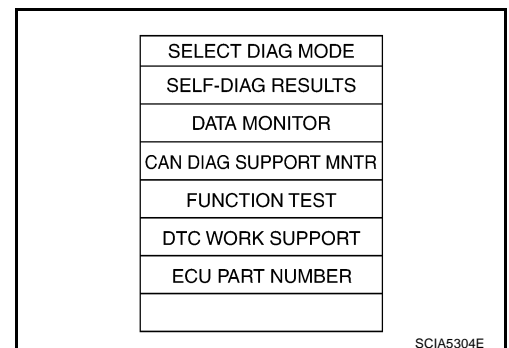 SELECT DIAG MODE
SELF-DIAG RESULTS
DATA MONITOR
CAN DIAG SUPPORT MNTR
FUNCTION TEST
DTC WORK SUPPORT
ECU PART NUMBER
SCIA5304E